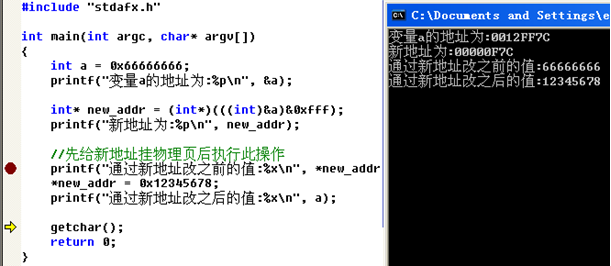 #include "stdafx.h"
int main(int argc, char* argv[])
{
int a = 0x66666666;
printf("变量a的地址为:%p\n", &a);
int* new_addr = (int*)(((int)&a)&0xfff);
printf("新地址为:%p\n", new_addr);
//先给新地址挂物理页后执行此操作
printf("通过新地址改之前的值:%x\n", *new_addr
*new_addr = 0x12345678;
printf("通过新地址改之后的值:%x\n", a);
getchar();
return 0;
}
C:\Documents and Settings\e
变量a的地址为:0012FF7C
新地址为:00000F7C
通过新地址改之前的值:66666666
通过新地址改之后的值:12345678